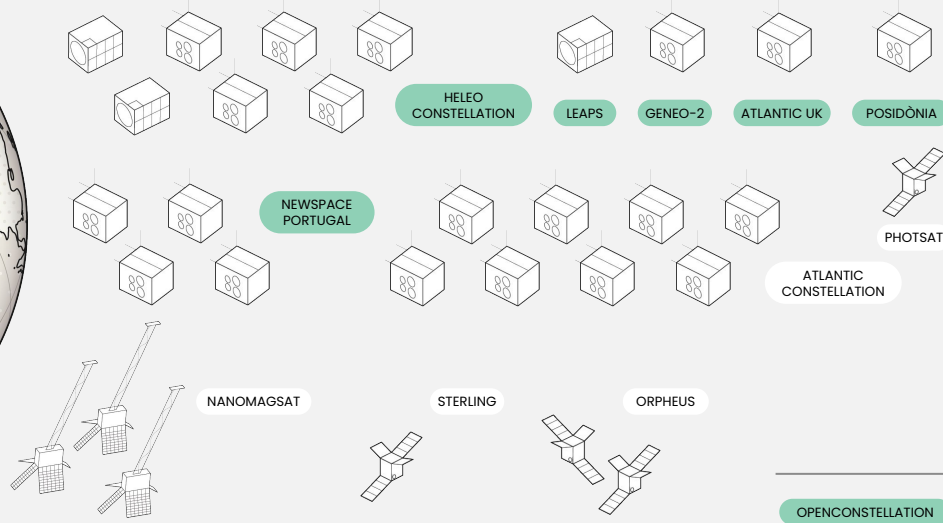 HELEO
CONSTELLATION
LEAPS
GENEO-2
ATLANTIC UK
POSIDÒNIA
NEWSPACE
PORTUGAL
PHOTSAT
ATLANTIC
CONSTELLATION
NANOMAGSAT
STERLING
ORPHEUS
OPENCONSTELLATION